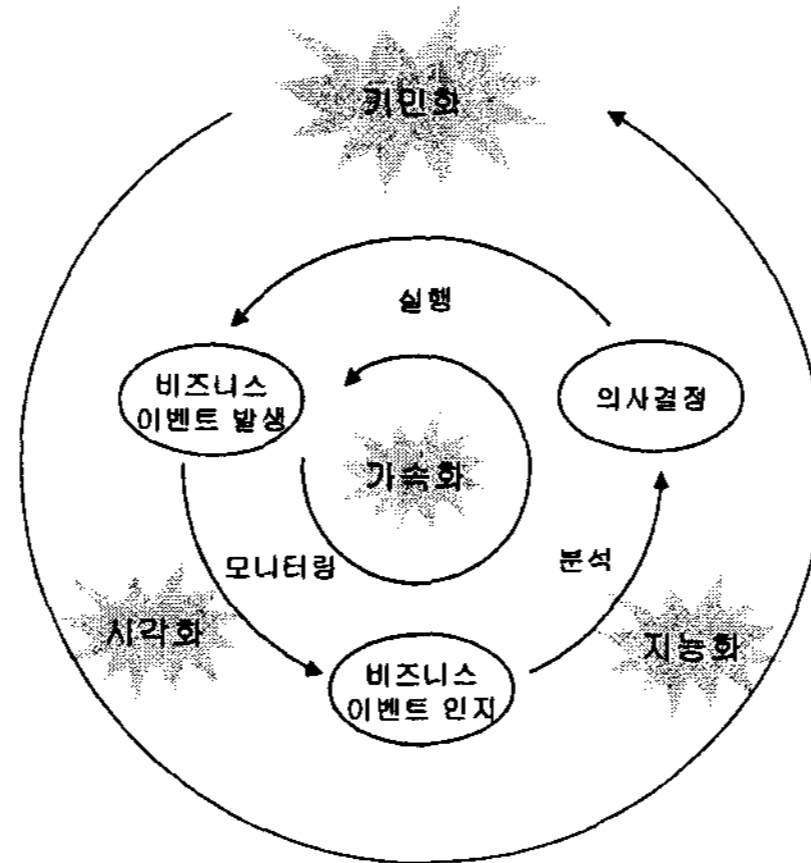 기민화
실행
비즈니스
이벤트 발생
의사결정
가속화
모니터링
분석
시각화
지능화
비즈니스
이벤트 인지